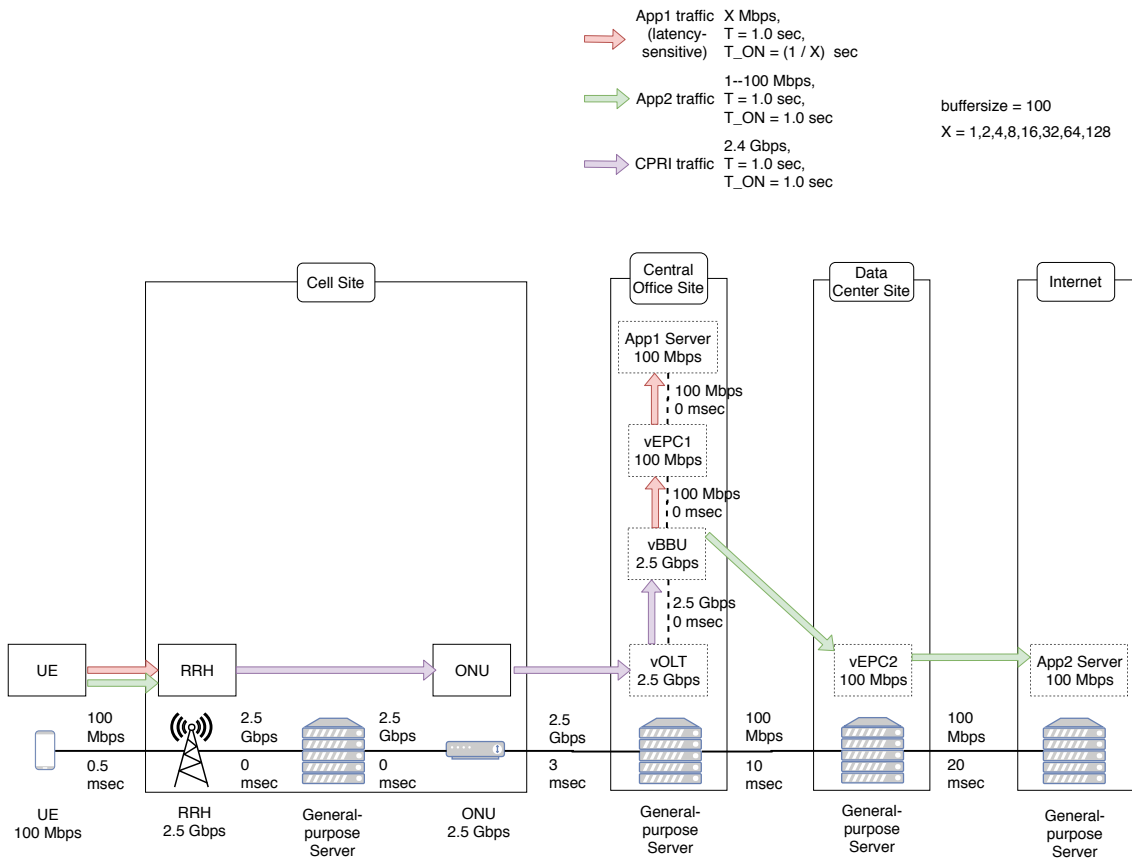 App1 traffic
(latency-
sensitive)
X Mbps,
T = 1.0 sec,
T_ON = (1 / X) sec
App2 traffic
1--100 Mbps,
T = 1.0 sec,
T_ON = 1.0 sec
CPRI traffic
2.4 Gbps,
T = 1.0 sec,
T_ON = 1.0 sec
buffersize = 100
X = 1,2,4,8,16,32,64,128
Cell Site
Central
Office Site
Data
Center Site
Internet
App1 Server
100 Mbps
100 Mbps
0 msec
vEPC1
100 Mbps
100 Mbps
0 msec
vBBU
2.5 Gbps
2.5 Gbps
0 msec
UE
RRH
ONU
vOLT
2.5 Gbps
vEPC2
100 Mbps
App2 Server
100 Mbps
100
Mbps
0.5
msec
2.5
Gbps
0
msec
2.5
Gbps
0
msec
2.5
Gbps
3
msec
100
Mbps
10
msec
100
Mbps
20
msec
UE
100 Mbps
RRH
2.5 Gbps
General-
purpose
Server
ONU
2.5 Gbps
General-
purpose
Server
General-
purpose
Server
General-
purpose
Server